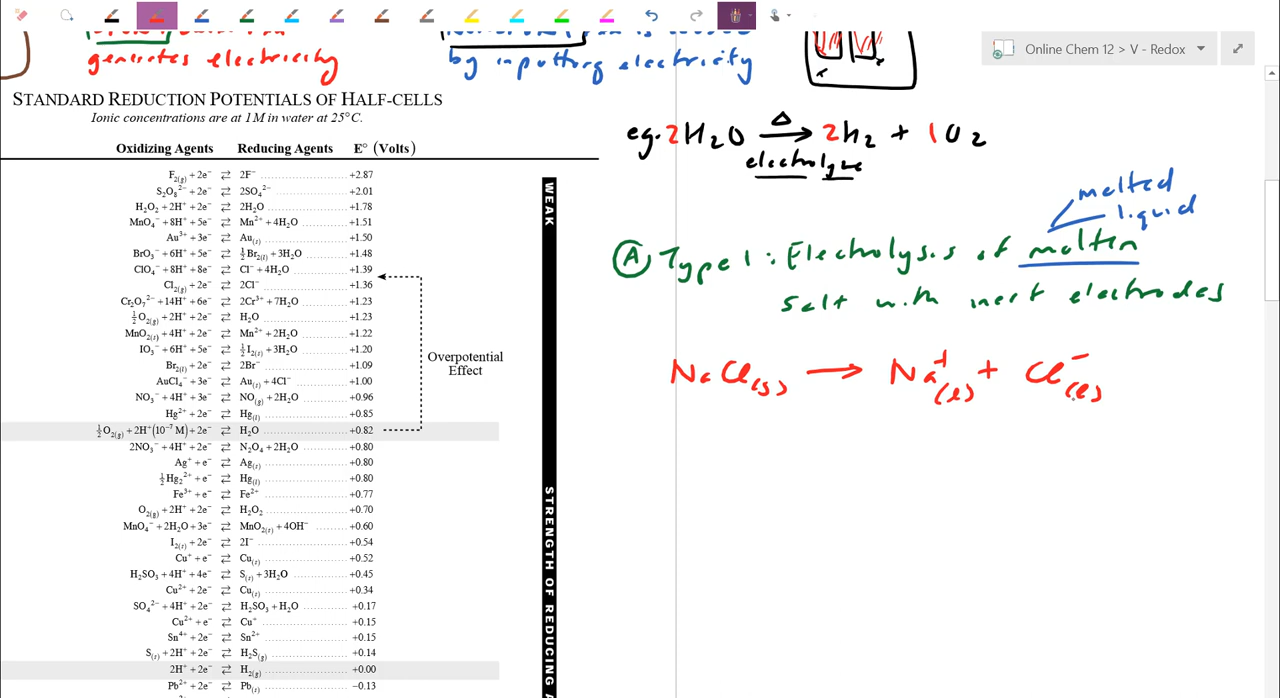 generates electricity
by inputting electricity
Online Chem 12 > V - Redox
STANDARD REDUCTION POTENTIALS OF HALF-CELLS
Ionic concentrations are at 1M in water at 25°C.
Oxidizing Agents Reducing Agents E° (Volts)
F₂(g) + 2e⁻ ⇄ 2F⁻ +2.87
S₂O₈²⁻ + 2e⁻ ⇄ 2SO₄²⁻ +2.01
H₂O₂ + 2H⁺ + 2e⁻ ⇄ 2H₂O +1.78
MnO₄⁻ + 8H⁺ + 5e⁻ ⇄ Mn²⁺ + 4H₂O +1.51
Au³⁺ + 3e⁻ ⇄ Au(s) +1.50
BrO₃⁻ + 6H⁺ + 5e⁻ ⇄ ½Br₂(l) + 3H₂O +1.48
ClO₄⁻ + 8H⁺ + 8e⁻ ⇄ Cl⁻ + 4H₂O +1.39
Cl₂(g) + 2e⁻ ⇄ 2Cl⁻ +1.36
Cr₂O₇²⁻ + 14H⁺ + 6e⁻ ⇄ 2Cr³⁺ + 7H₂O +1.23
½O₂(g) + 2H⁺ + 2e⁻ ⇄ H₂O +1.23
MnO₂(s) + 4H⁺ + 2e⁻ ⇄ Mn²⁺ + 2H₂O +1.22
IO₃⁻ + 6H⁺ + 5e⁻ ⇄ ½I₂(s) + 3H₂O +1.20
Br₂(l) + 2e⁻ ⇄ 2Br⁻ +1.09
AuCl₄⁻ + 3e⁻ ⇄ Au(s) + 4Cl⁻ +1.00
NO₃⁻ + 4H⁺ + 3e⁻ ⇄ NO(g) + 2H₂O +0.96
Hg²⁺ + 2e⁻ ⇄ Hg(l) +0.85
½O₂(g) + 2H⁺(10⁻⁷ M) + 2e⁻ ⇄ H₂O +0.82
2NO₃⁻ + 4H⁺ + 2e⁻ ⇄ N₂O₄ + 2H₂O +0.80
Ag⁺ + e⁻ ⇄ Ag(s) +0.80
½Hg₂²⁺ + e⁻ ⇄ Hg(l) +0.80
Fe³⁺ + e⁻ ⇄ Fe²⁺ +0.77
O₂(g) + 2H⁺ + 2e⁻ ⇄ H₂O₂ +0.70
MnO₄⁻ + 2H₂O + 3e⁻ ⇄ MnO₂(s) + 4OH⁻ +0.60
I₂(s) + 2e⁻ ⇄ 2I⁻ +0.54
Cu⁺ + e⁻ ⇄ Cu(s) +0.52
H₂SO₃ + 4H⁺ + 4e⁻ ⇄ S(s) + 3H₂O +0.45
Cu²⁺ + 2e⁻ ⇄ Cu(s) +0.34
SO₄²⁻ + 4H⁺ + 2e⁻ ⇄ H₂SO₃ + H₂O +0.17
Cu²⁺ + e⁻ ⇄ Cu⁺ +0.15
Sn⁴⁺ + 2e⁻ ⇄ Sn²⁺ +0.15
S(s) + 2H⁺ + 2e⁻ ⇄ H₂S(g) +0.14
2H⁺ + 2e⁻ ⇄ H₂(g) +0.00
Pb²⁺ + 2e⁻ ⇄ Pb(s) −0.13
Overpotential
Effect
WEAK
STRENGTH OF REDUCING A
eg. 2H₂O → 2H₂ + 1O₂
Δ
melted
liquid
Ⓐ Type 1 : Electrolysis of molten
salt with inert electrodes
NaCl(s) → Na⁺(l) + Cl⁻(l)